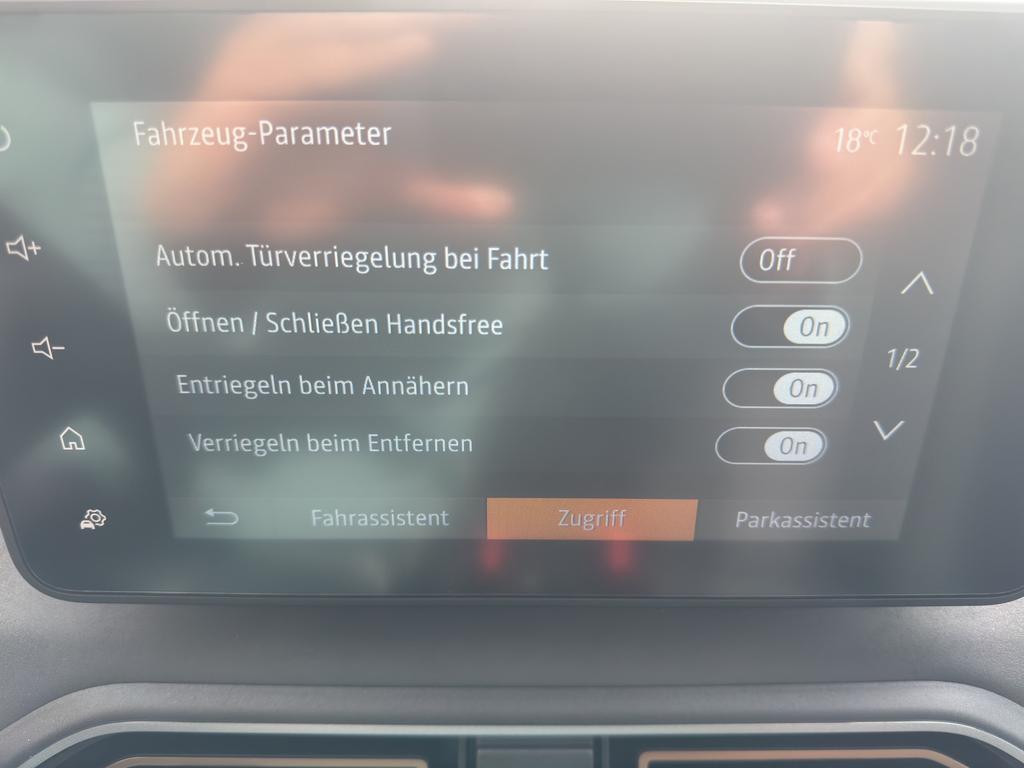 Fahrzeug-Parameter 18°C 12:18
Autom. Türverriegelung bei Fahrt Off
Öffnen / Schließen Handsfree On
1/2
Entriegeln beim Annähern On
Verriegeln beim Entfernen On
Fahrassistent Zugriff Parkassistent